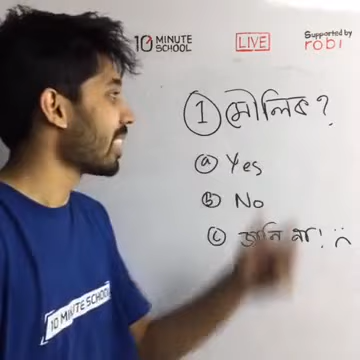 10 MINUTE SCHOOL
LIVE
Supported by robi
① মৌলিক ?
ⓐ Yes
ⓑ No
ⓒ জানি না ! :(
10 MINUTE SCHOOL